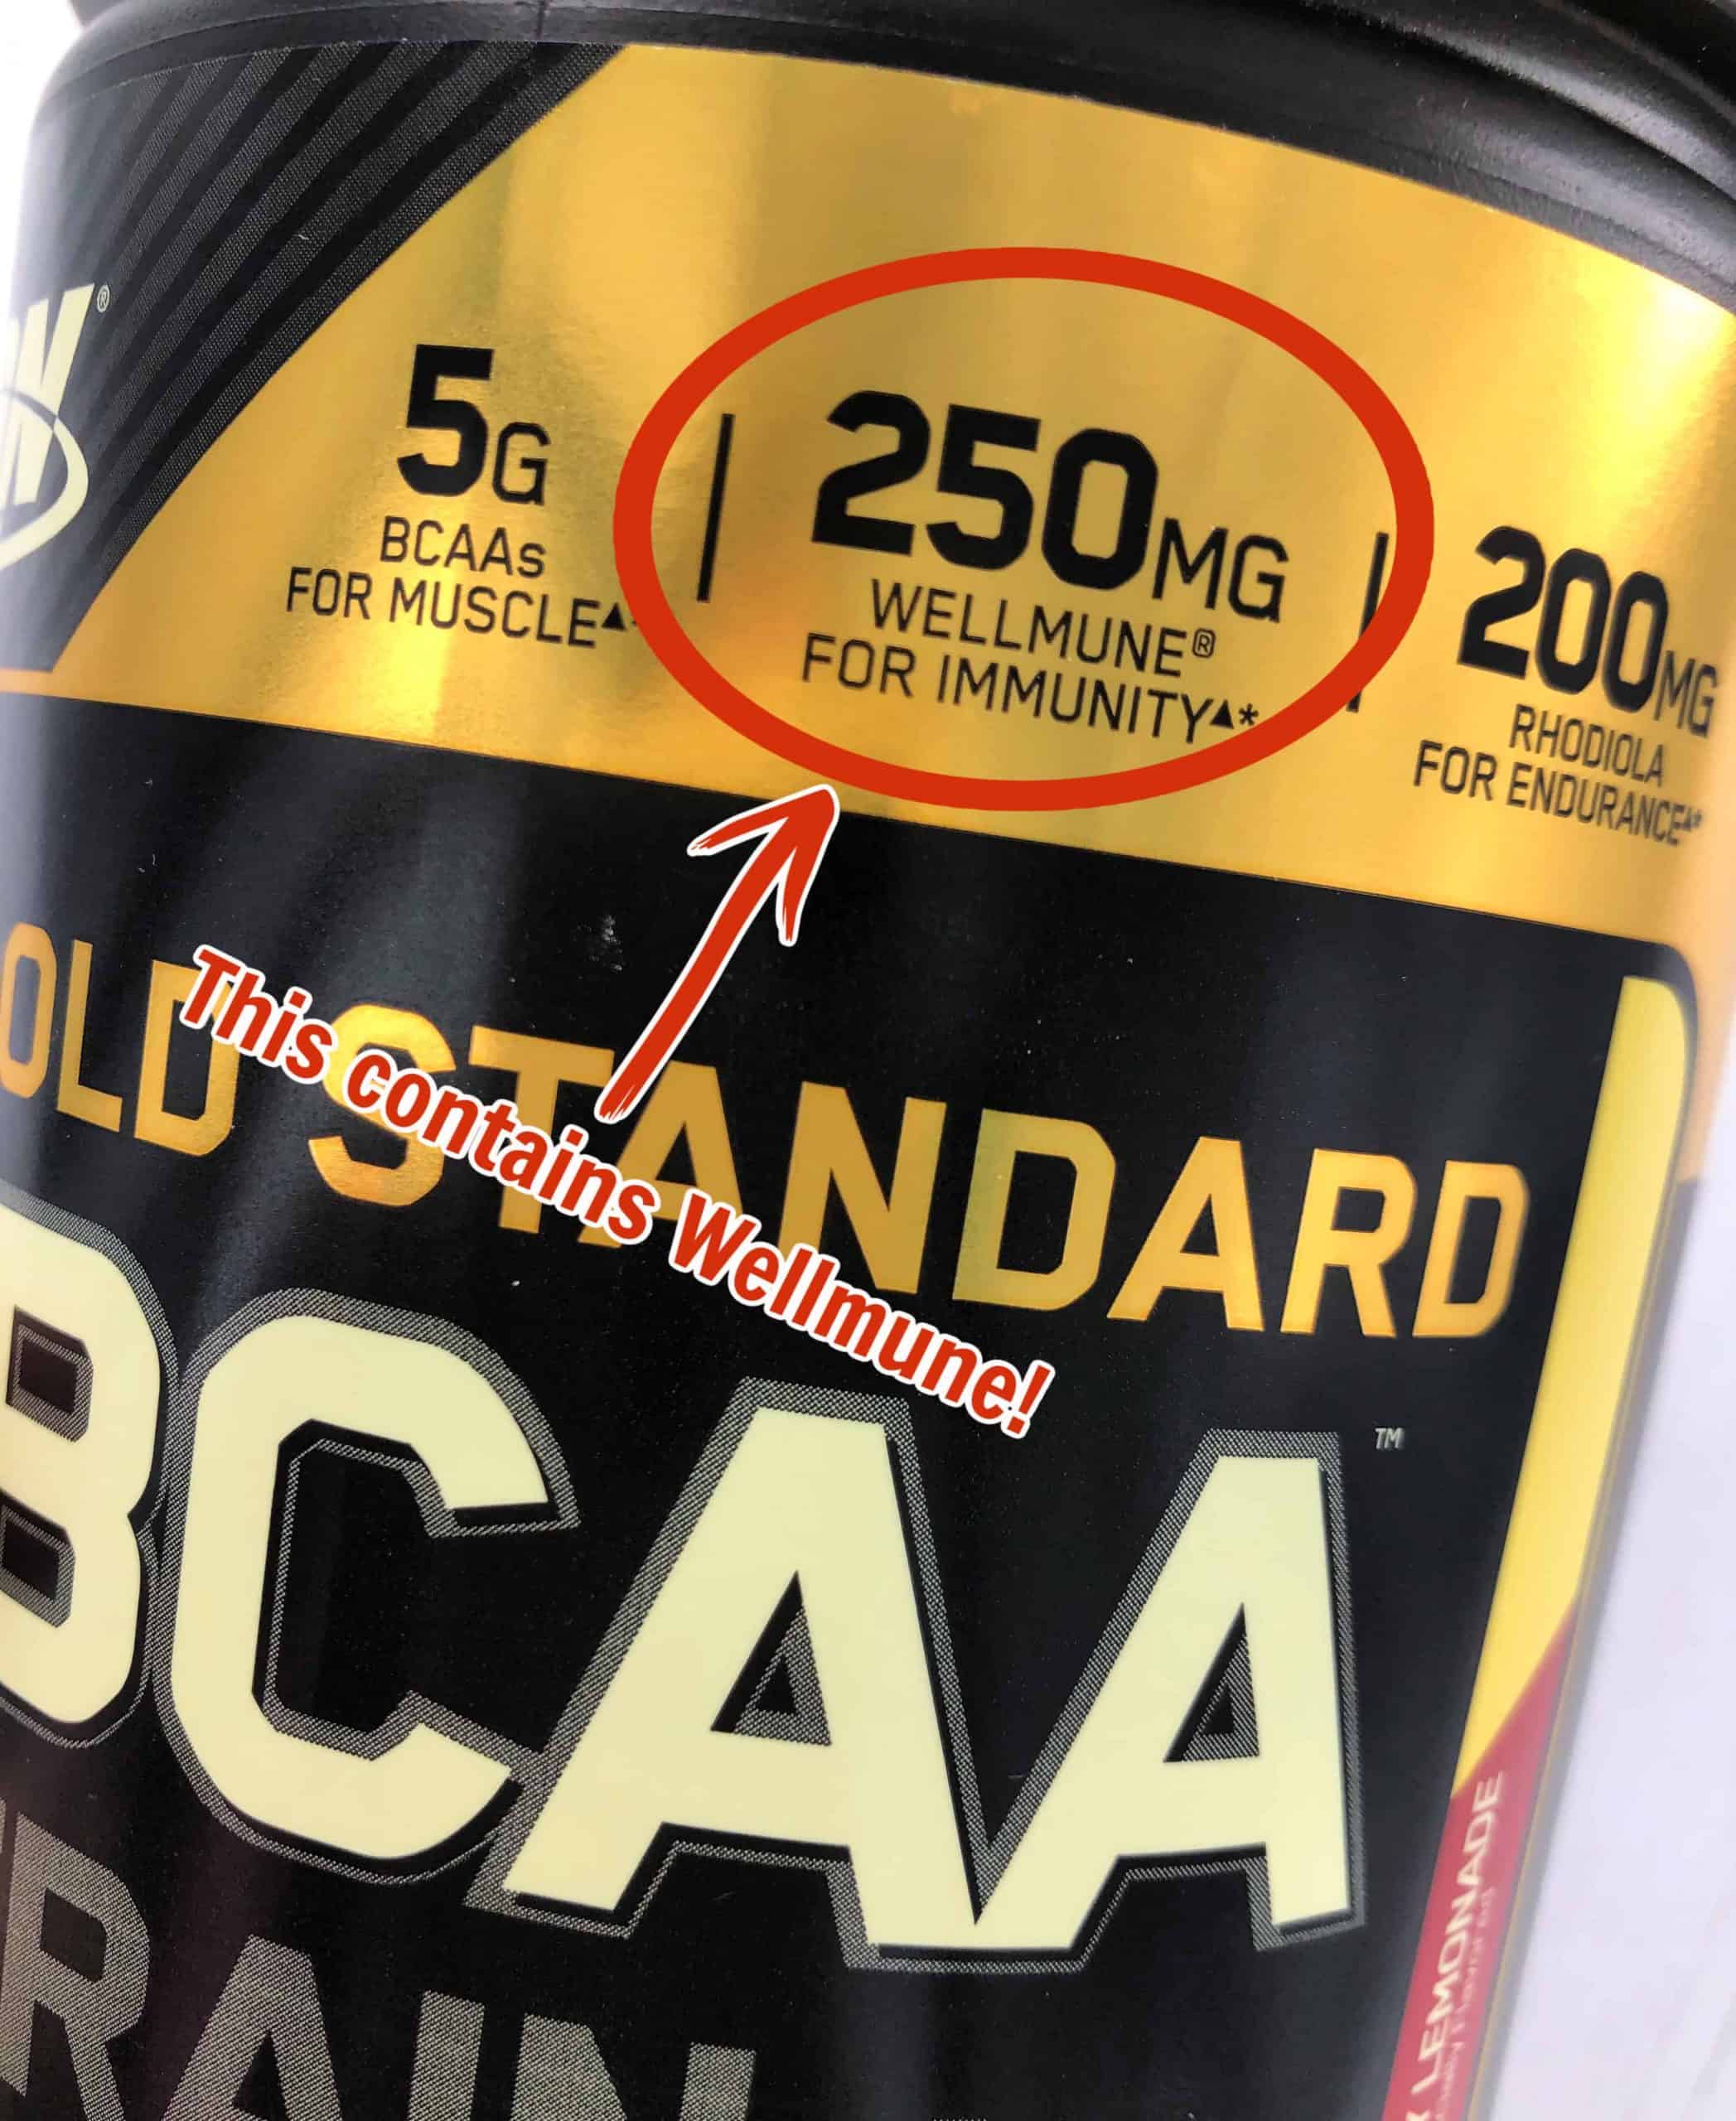 5G
BCAAs
FOR MUSCLE▲
250MG
WELLMUNE®
FOR IMMUNITY▲*
200MG
RHODIOLA
FOR ENDURANCE▲*
OLD STANDARD
This contains Wellmune!
BCAA™
RAIN
LEMONADE